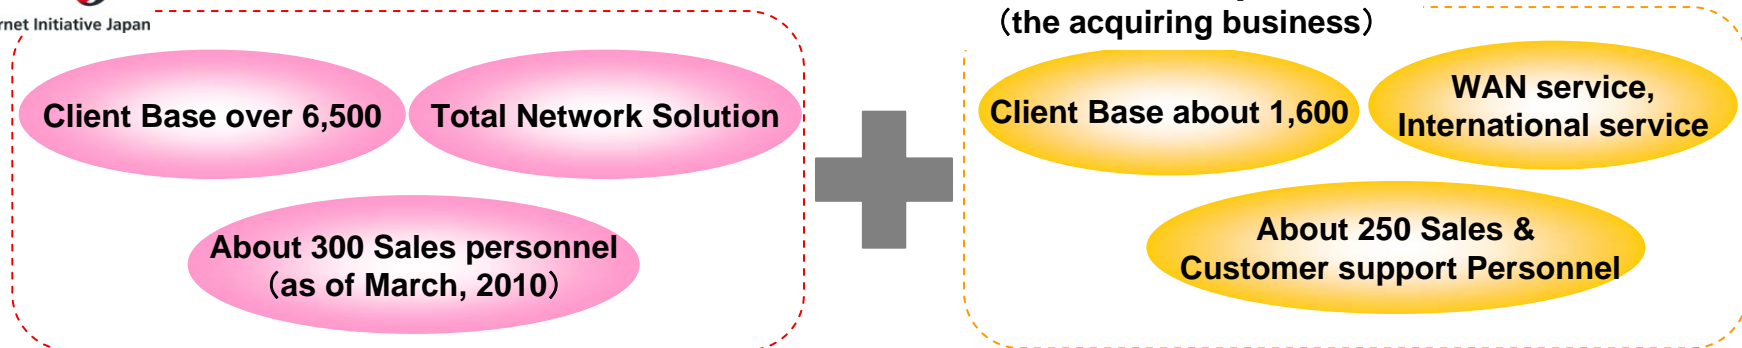 Initiative Japan
（the acquiring business）
Client Base over 6,500
Total Network Solution
About 300 Sales personnel
（as of March, 2010）
Client Base about 1,600
WAN service,
International service
About 250 Sales &
Customer support Personnel